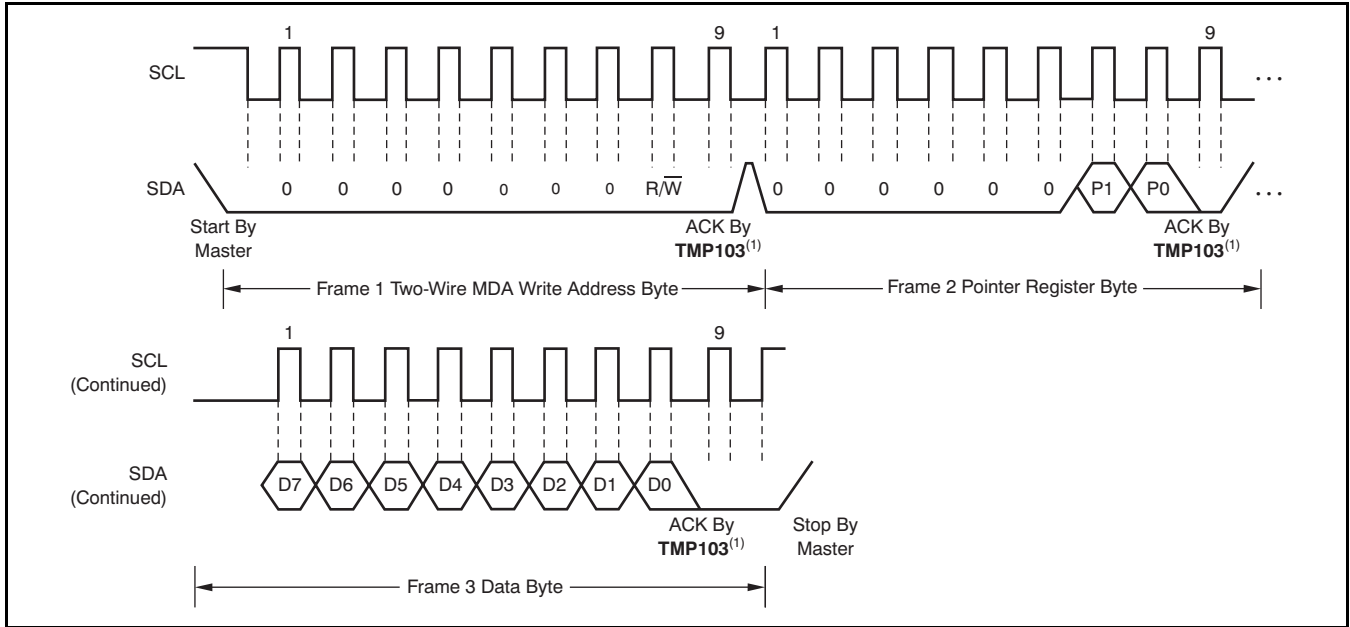 1 9 1 9
SCL ...
SDA 0 0 0 0 0 0 0 R/W̅ 0 0 0 0 0 0 P1 P0 ...
Start By Master
ACK By TMP103(1)
ACK By TMP103(1)
Frame 1 Two-Wire MDA Write Address Byte
Frame 2 Pointer Register Byte
1 9
SCL (Continued)
SDA (Continued)
D7 D6 D5 D4 D3 D2 D1 D0
ACK By TMP103(1)
Stop By Master
Frame 3 Data Byte